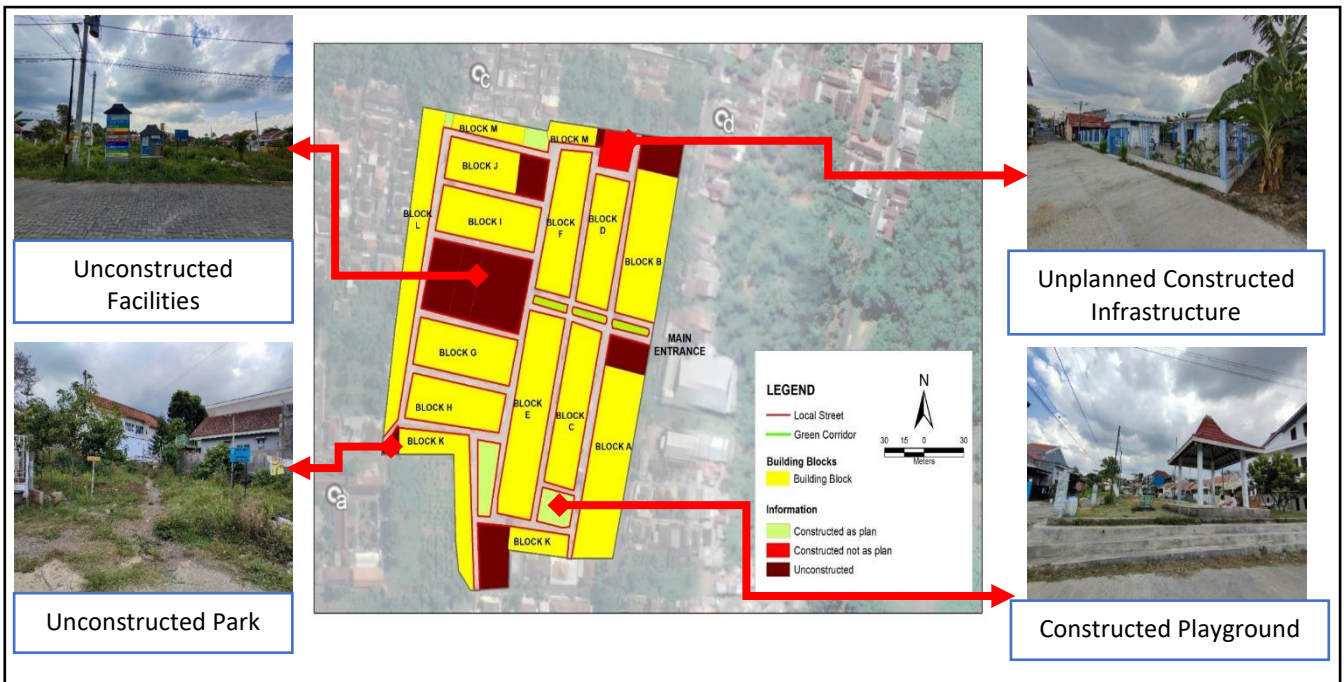 Unconstructed
Facilities
Unconstructed Park
c
d
a
BLOCK M
BLOCK M
BLOCK J
BLOCK
L
BLOCK I
BLOCK
F
BLOCK
D
BLOCK B
BLOCK G
BLOCK H
BLOCK
E
BLOCK
C
BLOCK A
BLOCK K
BLOCK K
MAIN
ENTRANCE
LEGEND
Local Street
Green Corridor
Building Blocks
Building Block
Information
Constructed as plan
Constructed not as plan
Unconstructed
N
30 15 0 30
Meters
Unplanned Constructed
Infrastructure
Constructed Playground